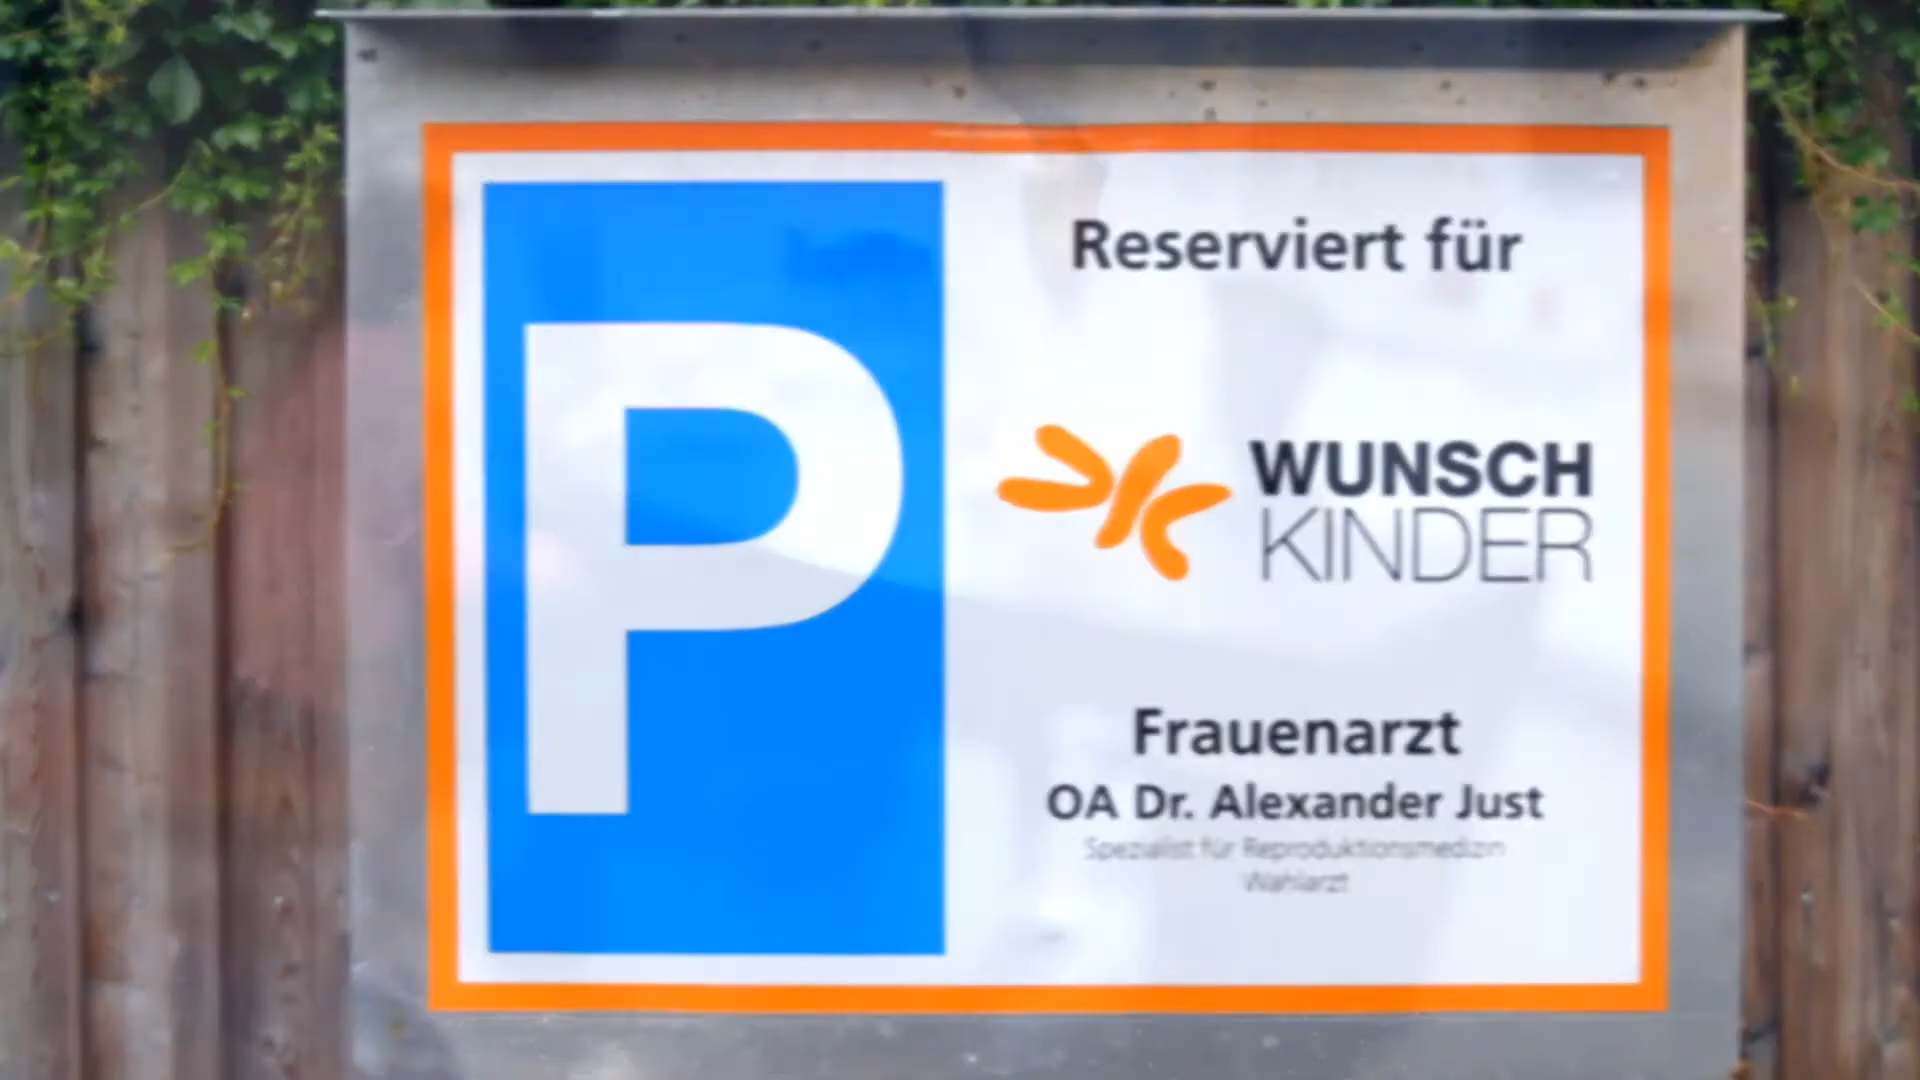 P
Reserviert für
WUNSCH
KINDER
Frauenarzt
OA Dr. Alexander Just
Spezialist für Reproduktionsmedizin
Wahlarzt